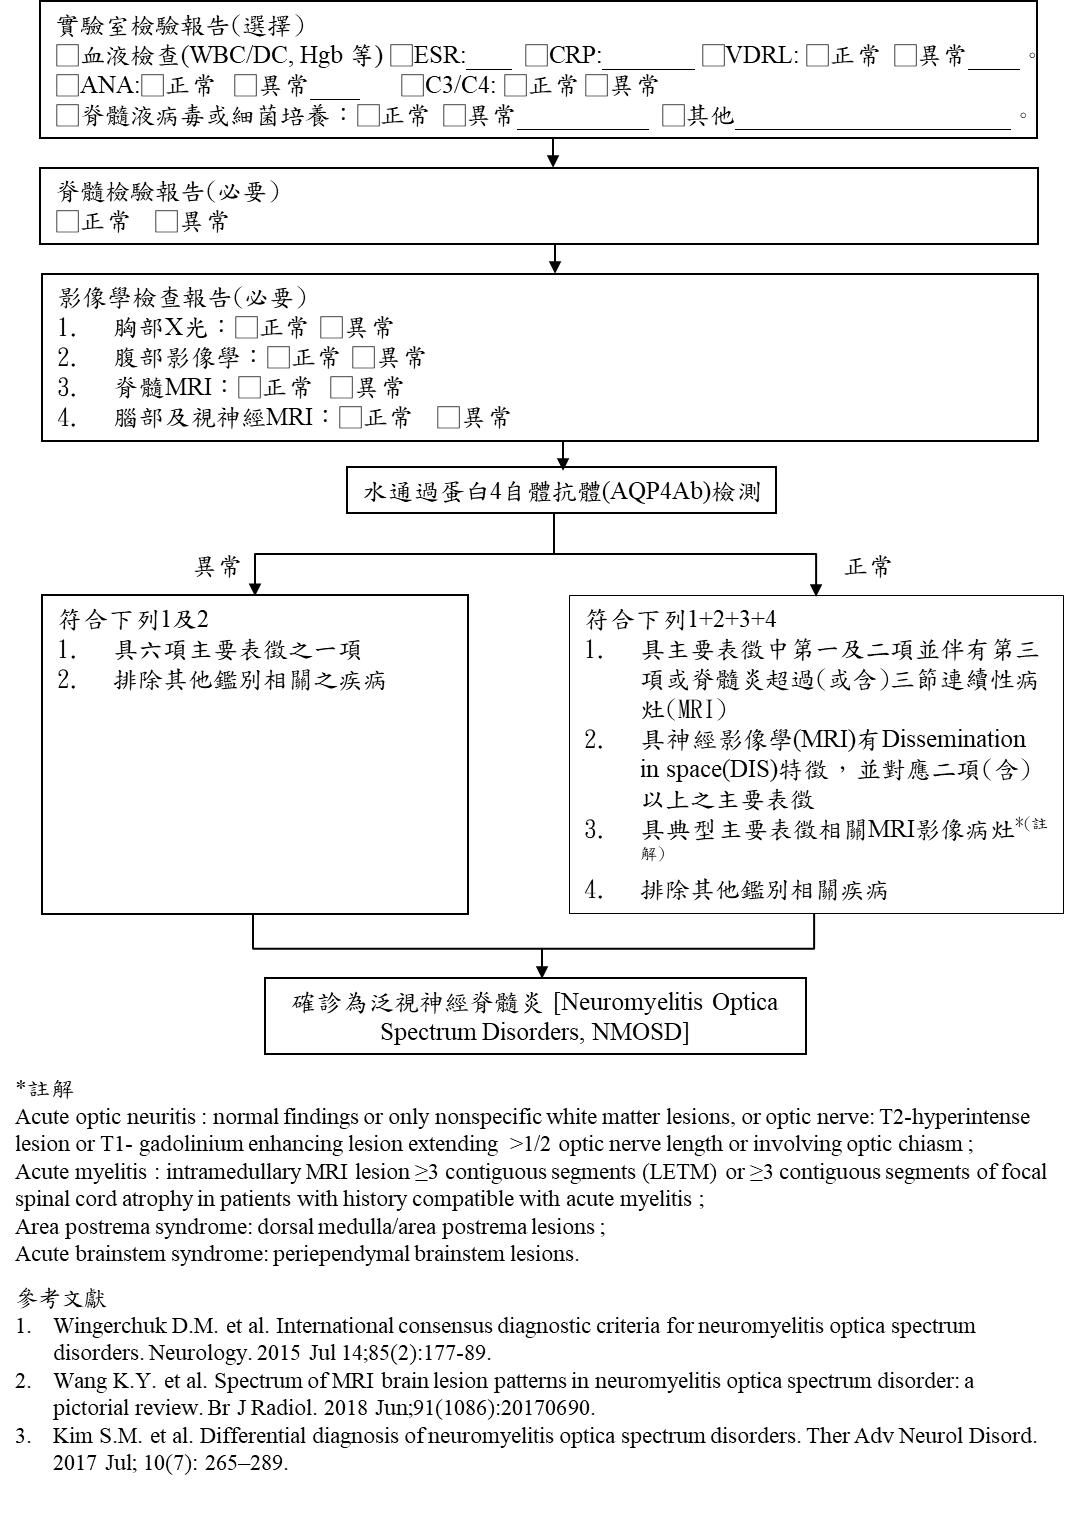 實驗室檢驗報告(選擇)
□血液檢查(WBC/DC, Hgb 等) □ESR:____ □CRP:________ □VDRL: □正常 □異常____。
□ANA:□正常 □異常____ □C3/C4: □正常 □異常
□脊髓液病毒或細菌培養：□正常 □異常___________ □其他_______________________。
脊髓檢驗報告(必要)
□正常 □異常
影像學檢查報告(必要)
1. 胸部X光：□正常 □異常
2. 腹部影像學：□正常 □異常
3. 脊髓MRI：□正常 □異常
4. 腦部及視神經MRI：□正常 □異常
水通過蛋白4自體抗體(AQP4Ab)檢測
異常
正常
符合下列1及2
1. 具六項主要表徵之一項
2. 排除其他鑑別相關之疾病
符合下列1+2+3+4
1. 具主要表徵中第一及二項並伴有第三
項或脊髓炎超過(或含)三節連續性病
灶(MRI)
2. 具神經影像學(MRI)有Dissemination
in space(DIS)特徵，並對應二項(含)
以上之主要表徵
3. 具典型主要表徵相關MRI影像病灶*(註
解)
4. 排除其他鑑別相關疾病
確診為泛視神經脊髓炎 [Neuromyelitis Optica
Spectrum Disorders, NMOSD]
*註解
Acute optic neuritis : normal findings or only nonspecific white matter lesions, or optic nerve: T2-hyperintense
lesion or T1- gadolinium enhancing lesion extending >1/2 optic nerve length or involving optic chiasm ;
Acute myelitis : intramedullary MRI lesion ≥3 contiguous segments (LETM) or ≥3 contiguous segments of focal
spinal cord atrophy in patients with history compatible with acute myelitis ;
Area postrema syndrome: dorsal medulla/area postrema lesions ;
Acute brainstem syndrome: periependymal brainstem lesions.
參考文獻
1. Wingerchuk D.M. et al. International consensus diagnostic criteria for neuromyelitis optica spectrum
disorders. Neurology. 2015 Jul 14;85(2):177-89.
2. Wang K.Y. et al. Spectrum of MRI brain lesion patterns in neuromyelitis optica spectrum disorder: a
pictorial review. Br J Radiol. 2018 Jun;91(1086):20170690.
3. Kim S.M. et al. Differential diagnosis of neuromyelitis optica spectrum disorders. Ther Adv Neurol Disord.
2017 Jul; 10(7): 265–289.